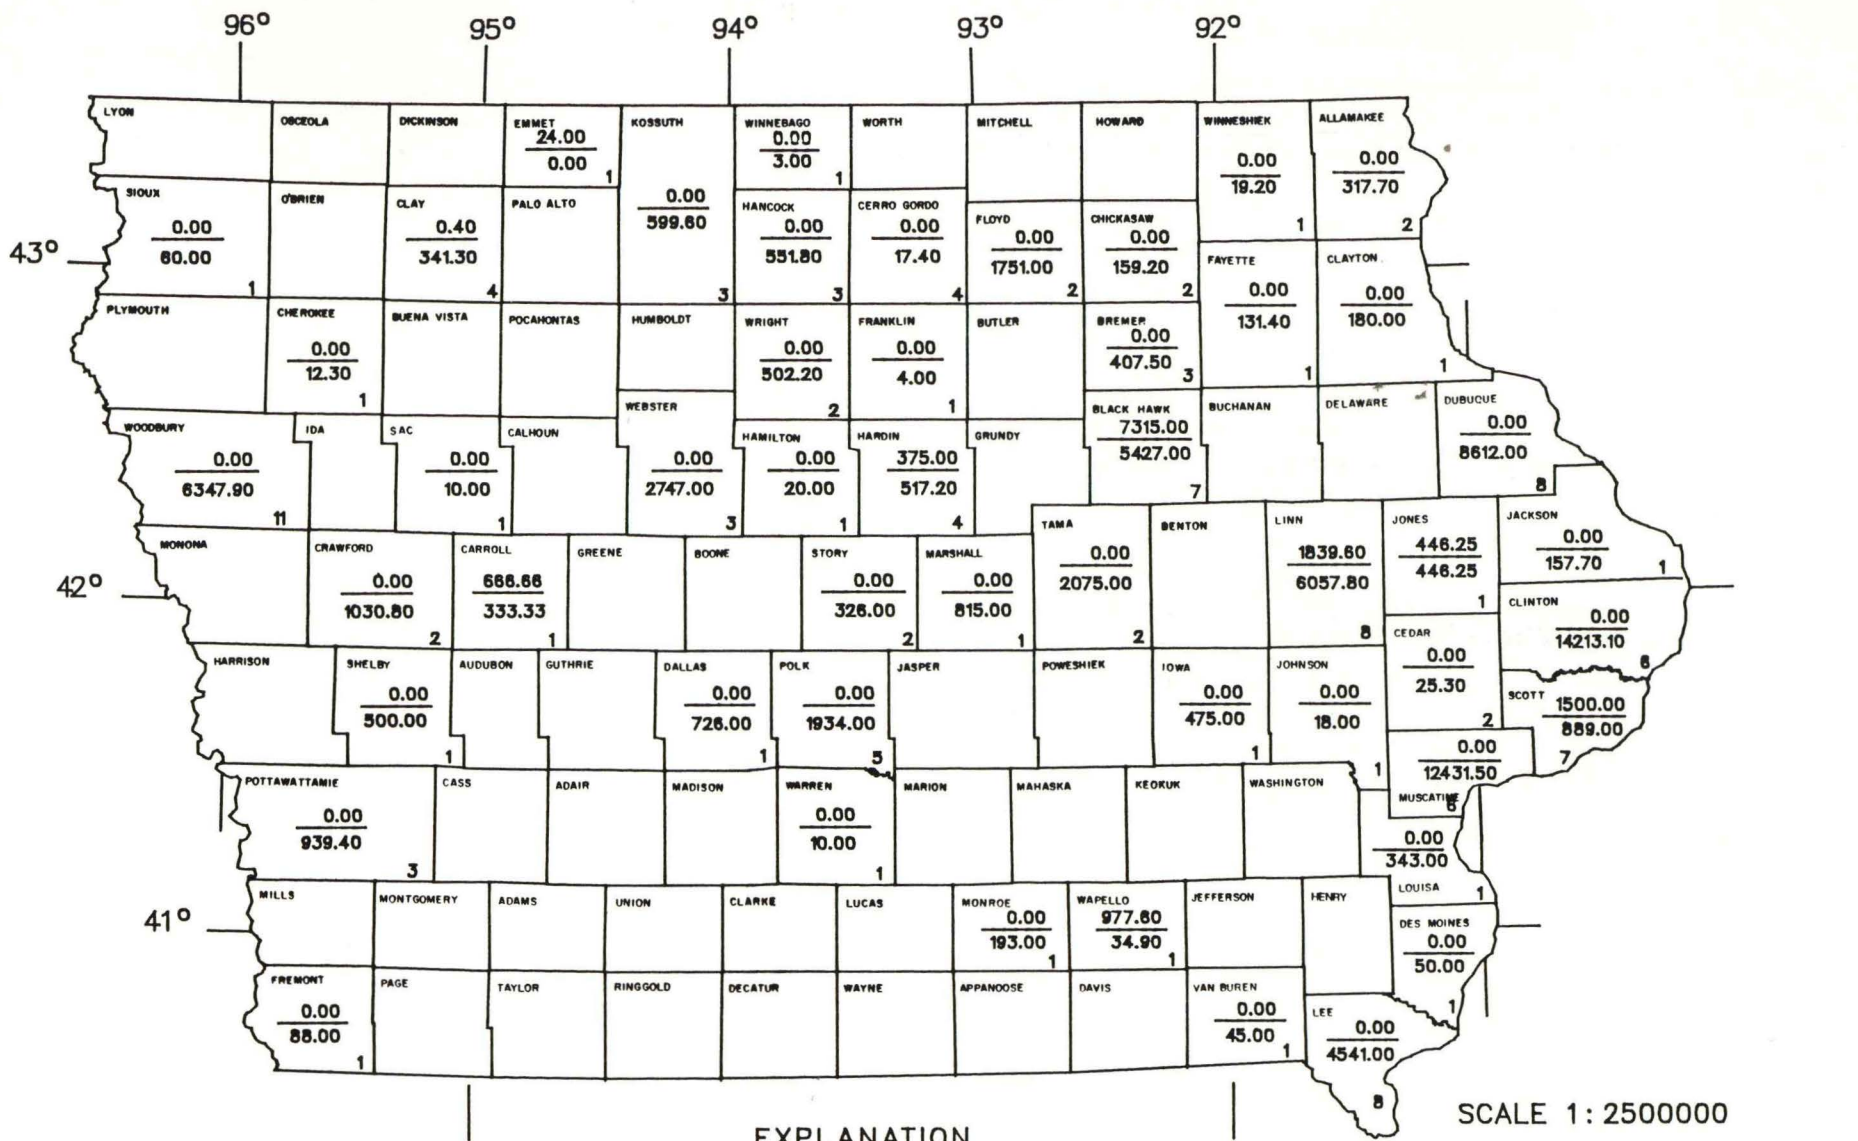 96° 95° 94° 93° 92°
LYON
OSCEOLA
DICKINSON
EMMET
24.00
0.00
1
KOSSUTH
0.00
599.60
3
WINNEBAGO
0.00
3.00
1
WORTH
MITCHELL
HOWARD
WINNESHIEK
0.00
19.20
1
ALLAMAKEE
0.00
317.70
2
43°
SIOUX
0.00
60.00
1
O'BRIEN
CLAY
0.40
341.30
4
PALO ALTO
HANCOCK
0.00
551.80
3
CERRO GORDO
0.00
17.40
4
FLOYD
0.00
1751.00
2
CHICKASAW
0.00
159.20
2
FAYETTE
0.00
131.40
1
CLAYTON
0.00
180.00
1
PLYMOUTH
CHEROKEE
0.00
12.30
1
BUENA VISTA
POCAHONTAS
HUMBOLDT
WRIGHT
0.00
502.20
2
FRANKLIN
0.00
4.00
1
BUTLER
BREMER
0.00
407.50
3
WOODBURY
0.00
6347.90
11
IDA
SAC
0.00
10.00
1
CALHOUN
WEBSTER
0.00
2747.00
3
HAMILTON
0.00
20.00
1
HARDIN
375.00
517.20
4
GRUNDY
BLACK HAWK
7315.00
5427.00
7
BUCHANAN
DELAWARE
DUBUQUE
0.00
8612.00
8
42°
MONONA
CRAWFORD
0.00
1030.80
2
CARROLL
666.66
333.33
1
GREENE
BOONE
STORY
0.00
326.00
2
MARSHALL
0.00
815.00
1
TAMA
0.00
2075.00
2
BENTON
LINN
1839.60
6057.80
8
JONES
446.25
446.25
1
JACKSON
0.00
157.70
1
CLINTON
0.00
14213.10
6
HARRISON
SHELBY
0.00
500.00
1
AUDUBON
GUTHRIE
DALLAS
0.00
726.00
1
POLK
0.00
1934.00
5
JASPER
POWESHIEK
IOWA
0.00
475.00
1
JOHNSON
0.00
18.00
1
CEDAR
0.00
25.30
2
SCOTT
1500.00
889.00
7
0.00
12431.50
MUSCATINE
6
POTTAWATTAMIE
0.00
939.40
3
CASS
ADAIR
MADISON
WARREN
0.00
10.00
1
MARION
MAHASKA
KEOKUK
WASHINGTON
0.00
343.00
LOUISA
1
41°
MILLS
MONTGOMERY
ADAMS
UNION
CLARKE
LUCAS
MONROE
0.00
193.00
1
WAPELLO
977.60
34.90
1
JEFFERSON
HENRY
DES MOINES
0.00
50.00
1
FREMONT
0.00
88.00
1
PAGE
TAYLOR
RINGGOLD
DECATUR
WAYNE
APPANOOSE
DAVIS
VAN BUREN
0.00
45.00
1
LEE
0.00
4541.00
8
SCALE 1:2500000
EXPLANATION